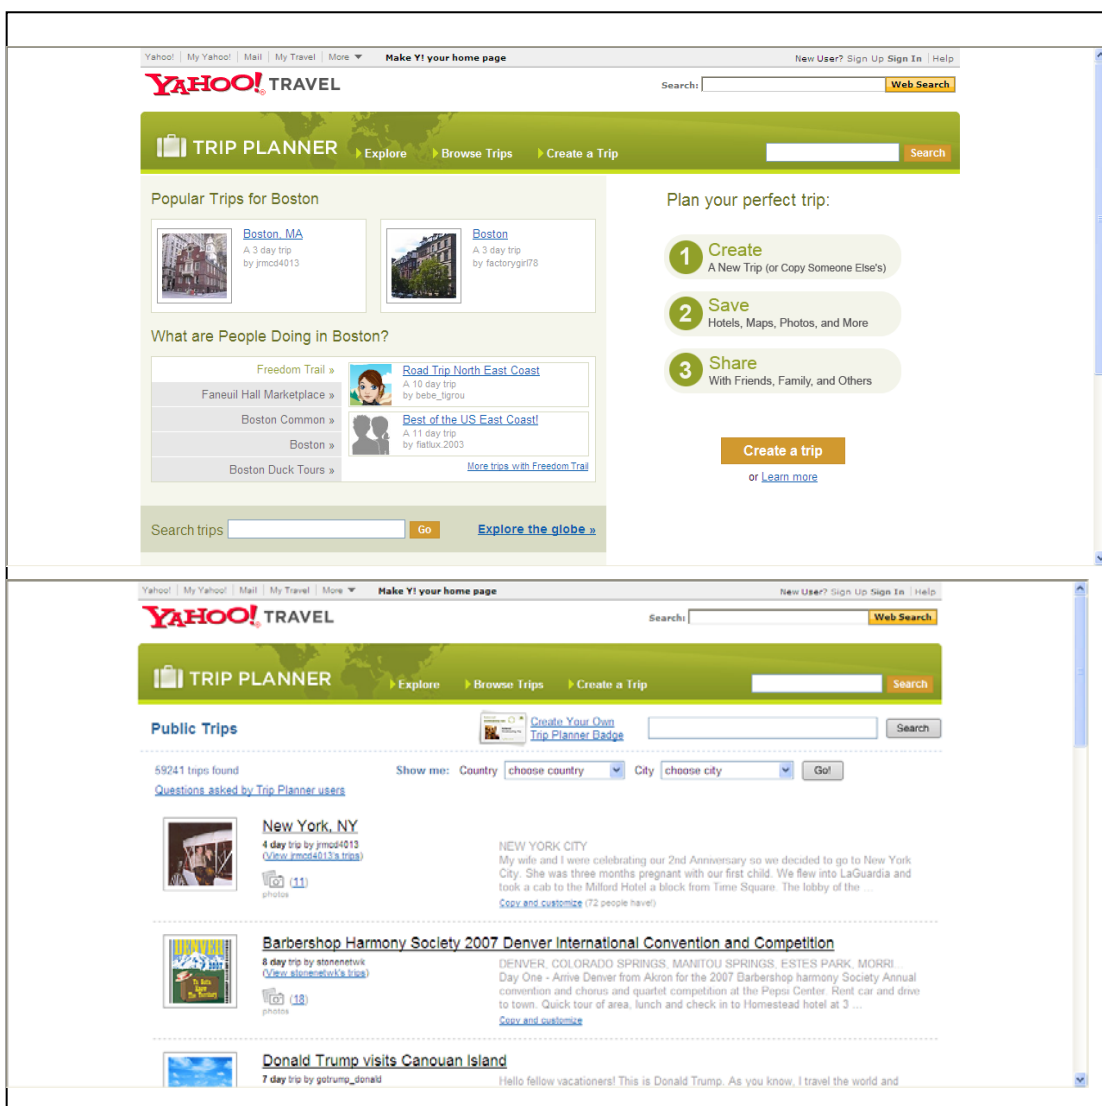 Yahoo! My Yahoo! Mail My Travel More Make Y! your home page New User? Sign Up Sign In Help
YAHOO! TRAVEL Search: Web Search
TRIP PLANNER Explore Browse Trips Create a Trip Search
Popular Trips for Boston
Boston, MA
A 3 day trip
by jrmcd4013
Boston
A 3 day trip
by factorygirl78
What are People Doing in Boston?
Freedom Trail »
Faneuil Hall Marketplace »
Boston Common »
Boston »
Boston Duck Tours »
Road Trip North East Coast
A 10 day trip
by bebe_tigrou
Best of the US East Coast!
A 11 day trip
by fiatlux.2003
More trips with Freedom Trail
Search trips Go Explore the globe »
Plan your perfect trip:
1 Create
A New Trip (or Copy Someone Else's)
2 Save
Hotels, Maps, Photos, and More
3 Share
With Friends, Family, and Others
Create a trip
or Learn more
Yahoo! My Yahoo! Mail My Travel More Make Y! your home page New User? Sign Up Sign In Help
YAHOO! TRAVEL Search: Web Search
TRIP PLANNER Explore Browse Trips Create a Trip Search
Public Trips Create Your Own
Trip Planner Badge Search
59241 trips found Show me: Country choose country City choose city Go!
Questions asked by Trip Planner users
New York, NY
4 day trip by jrmcd4013
(View jrmcd4013's trips)
(11)
photos
NEW YORK CITY
My wife and I were celebrating our 2nd Anniversary so we decided to go to New York
City. She was three months pregnant with our first child. We flew into LaGuardia and
took a cab to the Milford Hotel a block from Time Square. The lobby of the ...
Copy and customize (72 people have!)
Barbershop Harmony Society 2007 Denver International Convention and Competition
8 day trip by stonenetwk
(View stonenetwk's trips)
(18)
photos
DENVER
2007
DENVER, COLORADO SPRINGS, MANITOU SPRINGS, ESTES PARK, MORRI
Day One - Arrive Denver from Akron for the 2007 Barbershop harmony Society Annual
convention and chorus and quartet competition at the Pepsi Center. Rent car and drive
to town. Quick tour of area, lunch and check in to Homestead hotel at 3 ...
Copy and customize
Donald Trump visits Canouan Island
7 day trip by gotrump_donald
Hello fellow vacationers! This is Donald Trump. As you know, I travel the world and